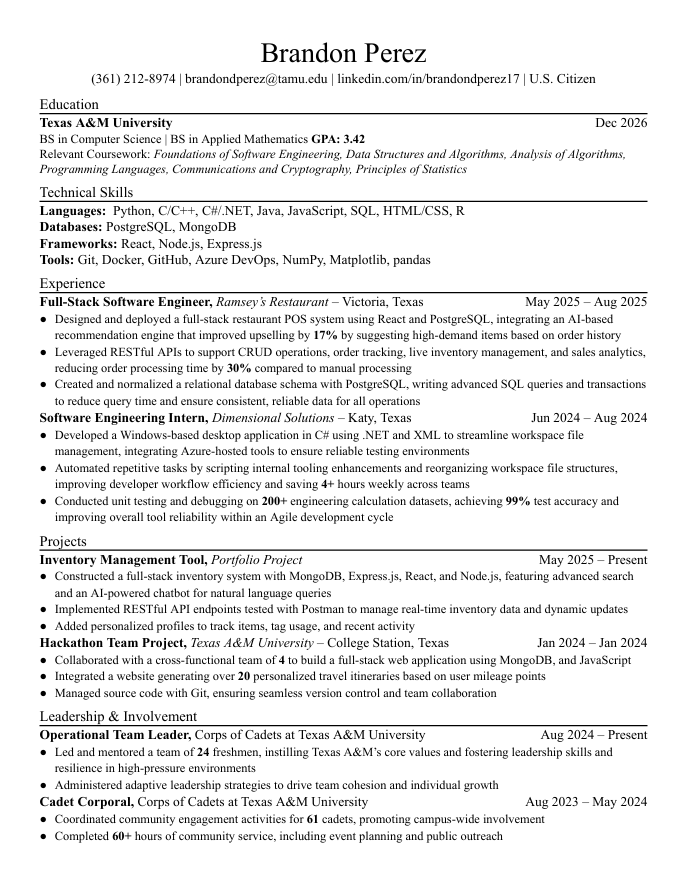 Brandon Perez
(361) 212-8974 | brandondperez@tamu.edu | linkedin.com/in/brandondperez17 | U.S. Citizen
Education
Texas A&M University Dec 2026
BS in Computer Science | BS in Applied Mathematics GPA: 3.42
Relevant Coursework: Foundations of Software Engineering, Data Structures and Algorithms, Analysis of Algorithms,
Programming Languages, Communications and Cryptography, Principles of Statistics
Technical Skills
Languages: Python, C/C++, C#/.NET, Java, JavaScript, SQL, HTML/CSS, R
Databases: PostgreSQL, MongoDB
Frameworks: React, Node.js, Express.js
Tools: Git, Docker, GitHub, Azure DevOps, NumPy, Matplotlib, pandas
Experience
Full-Stack Software Engineer, Ramsey's Restaurant – Victoria, Texas May 2025 – Aug 2025
● Designed and deployed a full-stack restaurant POS system using React and PostgreSQL, integrating an AI-based
recommendation engine that improved upselling by 17% by suggesting high-demand items based on order history
● Leveraged RESTful APIs to support CRUD operations, order tracking, live inventory management, and sales analytics,
reducing order processing time by 30% compared to manual processing
● Created and normalized a relational database schema with PostgreSQL, writing advanced SQL queries and transactions
to reduce query time and ensure consistent, reliable data for all operations
Software Engineering Intern, Dimensional Solutions – Katy, Texas Jun 2024 – Aug 2024
● Developed a Windows-based desktop application in C# using .NET and XML to streamline workspace file
management, integrating Azure-hosted tools to ensure reliable testing environments
● Automated repetitive tasks by scripting internal tooling enhancements and reorganizing workspace file structures,
improving developer workflow efficiency and saving 4+ hours weekly across teams
● Conducted unit testing and debugging on 200+ engineering calculation datasets, achieving 99% test accuracy and
improving overall tool reliability within an Agile development cycle
Projects
Inventory Management Tool, Portfolio Project May 2025 – Present
● Constructed a full-stack inventory system with MongoDB, Express.js, React, and Node.js, featuring advanced search
and an AI-powered chatbot for natural language queries
● Implemented RESTful API endpoints tested with Postman to manage real-time inventory data and dynamic updates
● Added personalized profiles to track items, tag usage, and recent activity
Hackathon Team Project, Texas A&M University – College Station, Texas Jan 2024 – Jan 2024
● Collaborated with a cross-functional team of 4 to build a full-stack web application using MongoDB, and JavaScript
● Integrated a website generating over 20 personalized travel itineraries based on user mileage points
● Managed source code with Git, ensuring seamless version control and team collaboration
Leadership & Involvement
Operational Team Leader, Corps of Cadets at Texas A&M University Aug 2024 – Present
● Led and mentored a team of 24 freshmen, instilling Texas A&M's core values and fostering leadership skills and
resilience in high-pressure environments
● Administered adaptive leadership strategies to drive team cohesion and individual growth
Cadet Corporal, Corps of Cadets at Texas A&M University Aug 2023 – May 2024
● Coordinated community engagement activities for 61 cadets, promoting campus-wide involvement
● Completed 60+ hours of community service, including event planning and public outreach